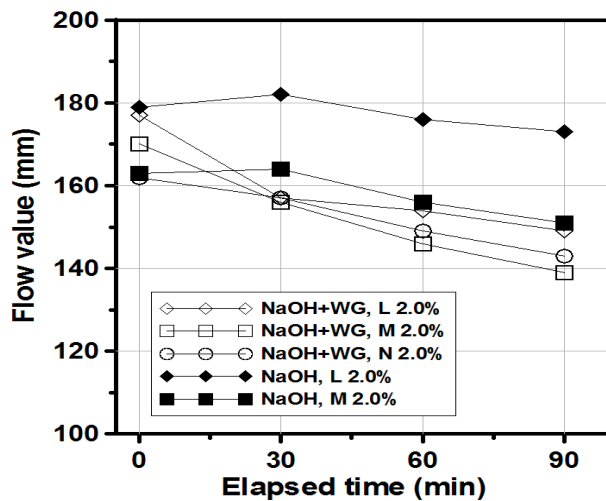 200
180
160
140
120
100
Flow value (mm)
NaOH+WG, L 2.0%
NaOH+WG, M 2.0%
NaOH+WG, N 2.0%
NaOH, L 2.0%
NaOH, M 2.0%
0 30 60 90
Elapsed time (min)